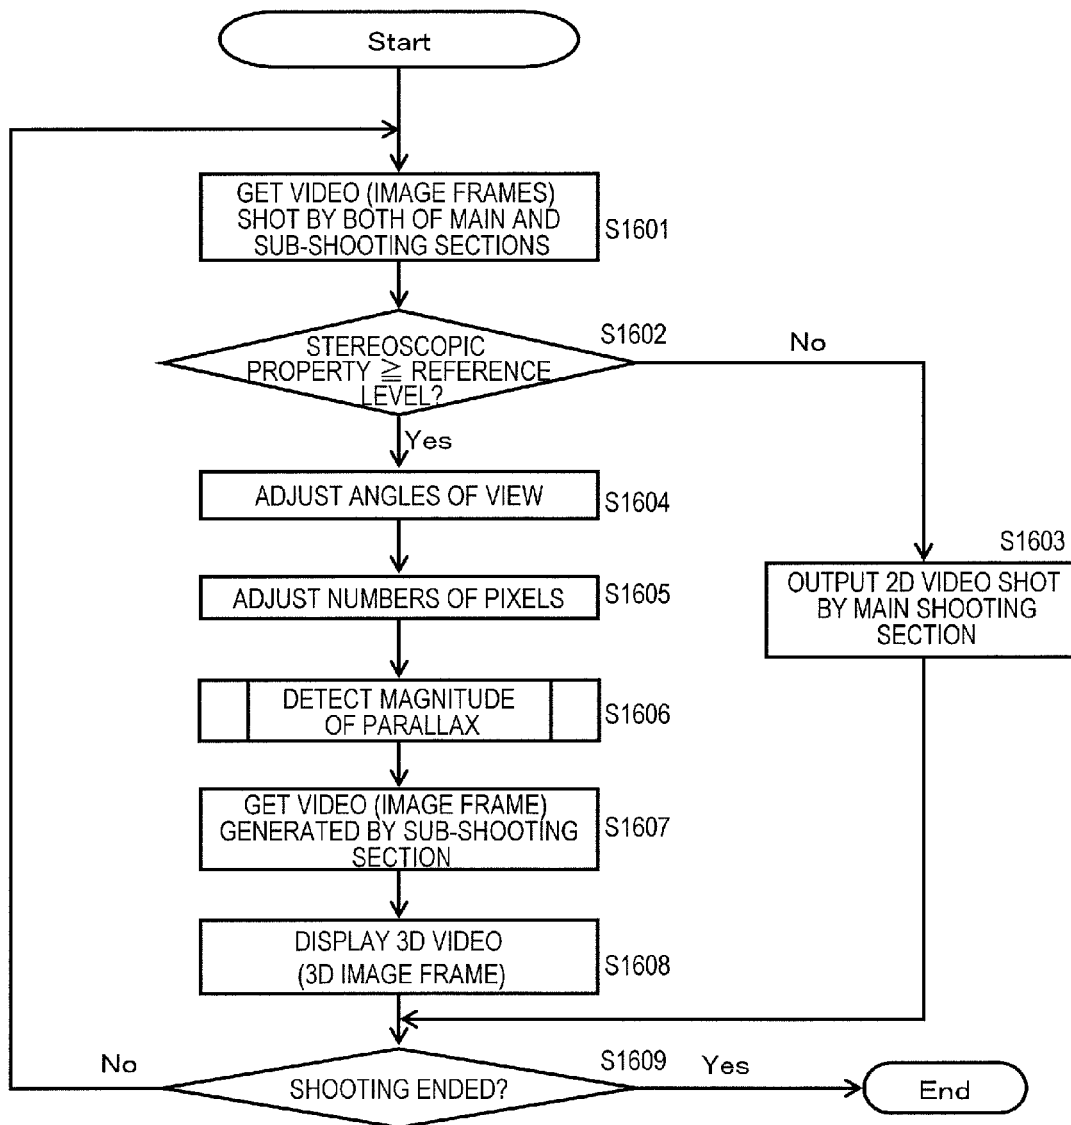 Start
GET VIDEO (IMAGE FRAMES)
SHOT BY BOTH OF MAIN AND
SUB-SHOOTING SECTIONS
S1601
STEREOSCOPIC
PROPERTY ≧ REFERENCE
LEVEL?
S1602
No
Yes
ADJUST ANGLES OF VIEW
S1604
S1603
OUTPUT 2D VIDEO SHOT
BY MAIN SHOOTING
SECTION
ADJUST NUMBERS OF PIXELS
S1605
DETECT MAGNITUDE
OF PARALLAX
S1606
GET VIDEO (IMAGE FRAME)
GENERATED BY SUB-SHOOTING
SECTION
S1607
DISPLAY 3D VIDEO
(3D IMAGE FRAME)
S1608
No
SHOOTING ENDED?
S1609
Yes
End